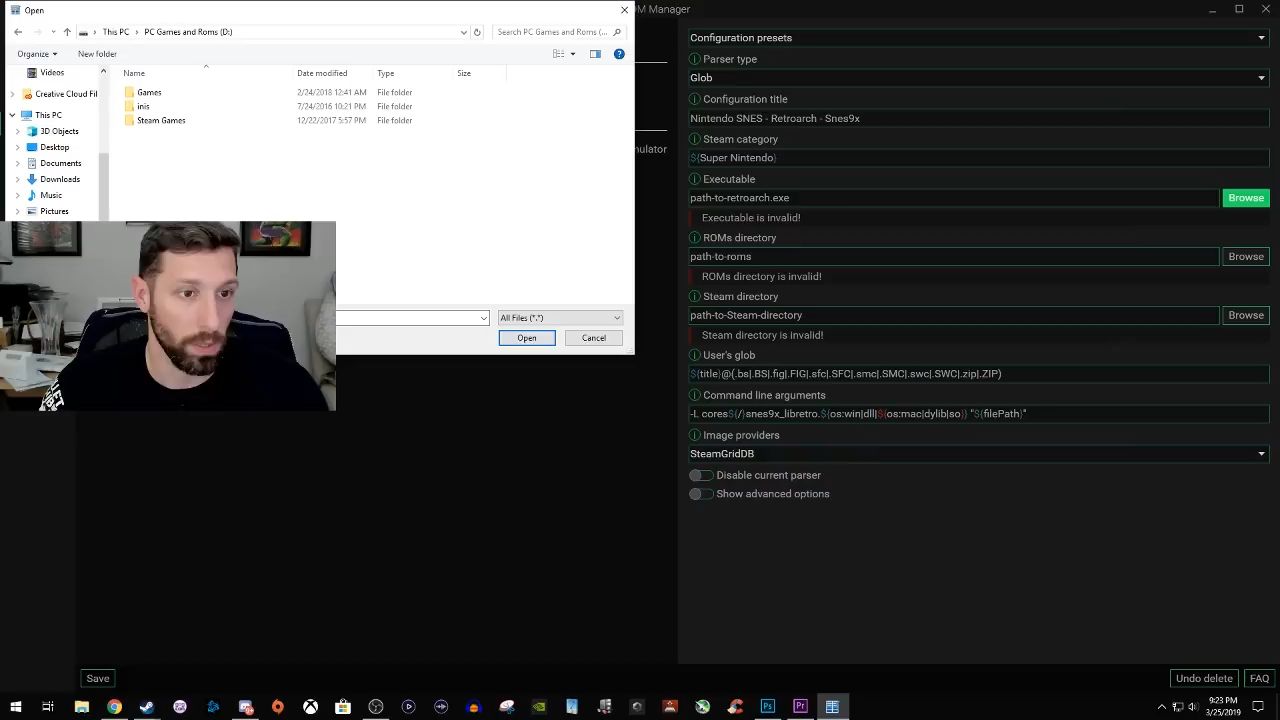 Open
OM Manager
This PC › PC Games and Roms (D:)
Search PC Games and Roms (...
Organize
New folder
Name Date modified Type Size
Videos
Creative Cloud Fil
This PC
3D Objects
Desktop
Documents
Downloads
Music
Pictures
Games 2/24/2018 12:41 AM File folder
inis 7/24/2016 10:21 PM File folder
Steam Games 12/22/2017 5:57 PM File folder
All Files (*.*)
Open Cancel
mulator
Configuration presets
Parser type
Glob
Configuration title
Nintendo SNES - Retroarch - Snes9x
Steam category
${Super Nintendo}
Executable
path-to-retroarch.exe Browse
Executable is invalid!
ROMs directory
path-to-roms Browse
ROMs directory is invalid!
Steam directory
path-to-Steam-directory Browse
Steam directory is invalid!
User's glob
${title}@(.bs|.BS|.fig|.FIG|.sfc|.SFC|.smc|.SMC|.swc|.SWC|.zip|.ZIP)
Command line arguments
-L cores${/}snes9x_libretro.${os:win|dll|${os:mac|dylib|so}} "${filePath}"
Image providers
SteamGridDB
Disable current parser
Show advanced options
Save Undo delete FAQ
Ps Pr
9:23 PM
3/25/2019